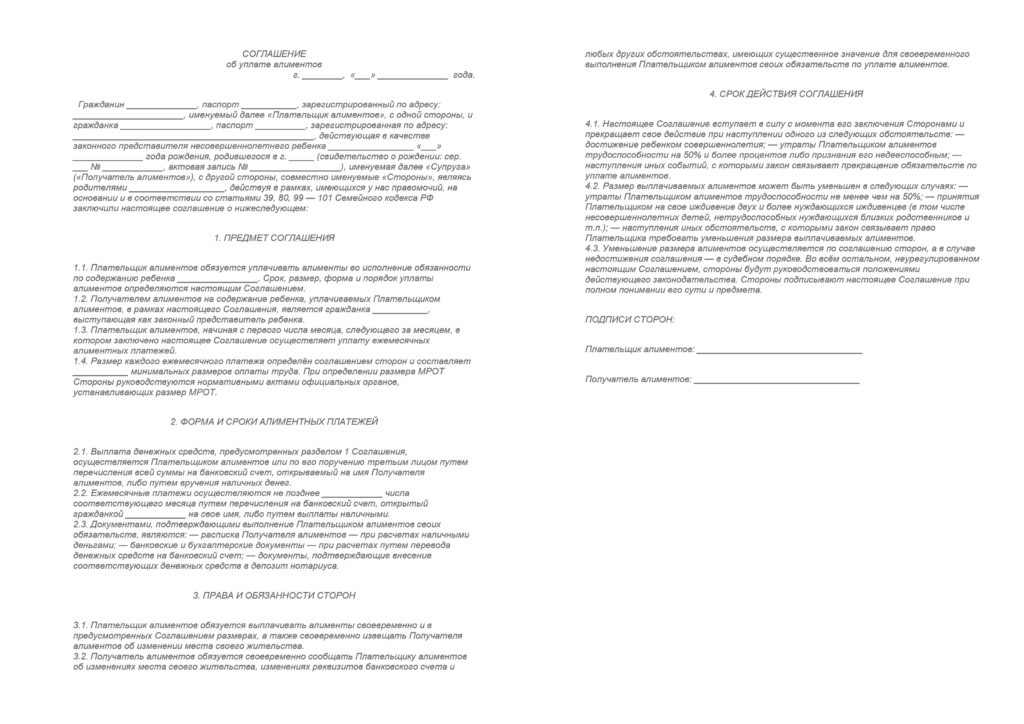 СОГЛАШЕНИЕ
об уплате алиментов
г. ________, «___» ______________ года.
Гражданин ______________, паспорт ___________, зарегистрированный по адресу:
______________________, именуемый далее «Плательщик алиментов», с одной стороны, и
гражданка __________________, паспорт __________, зарегистрированная по адресу:
________________________________________________, действующая в качестве
законного представителя несовершеннолетнего ребенка _________________ «___»
______________ года рождения, родившегося в г. _____ (свидетельство о рождении: сер.
___ № ____________, актовая запись № __________________), именуемая далее «Супруга»
(«Получатель алиментов»), с другой стороны, совместно именуемые «Стороны», являясь
родителями ___________________, действуя в рамках, имеющихся у нас правомочий, на
основании и в соответствии со статьями 39, 80, 99 — 101 Семейного кодекса РФ
заключили настоящее соглашение о нижеследующем:
1. ПРЕДМЕТ СОГЛАШЕНИЯ
1.1. Плательщик алиментов обязуется уплачивать алименты во исполнение обязанности
по содержанию ребенка ________________. Срок, размер, форма и порядок уплаты
алиментов определяются настоящим Соглашением.
1.2. Получателем алиментов на содержание ребенка, уплачиваемых Плательщиком
алиментов, в рамках настоящего Соглашения, является гражданка ___________,
выступающая как законный представитель ребенка.
1.3. Плательщик алиментов, начиная с первого числа месяца, следующего за месяцем, в
котором заключено настоящее Соглашение осуществляет уплату ежемесячных
алиментных платежей.
1.4. Размер каждого ежемесячного платежа определён соглашением сторон и составляет
___________ минимальных размеров оплаты труда. При определении размера МРОТ
Стороны руководствуются нормативными актами официальных органов,
устанавливающих размер МРОТ.
2. ФОРМА И СРОКИ АЛИМЕНТНЫХ ПЛАТЕЖЕЙ
2.1. Выплата денежных средств, предусмотренных разделом 1 Соглашения,
осуществляется Плательщиком алиментов или по его поручению третьим лицом путем
перечисления всей суммы на банковский счет, открываемый на имя Получателя
алиментов, либо путем вручения наличных денег.
2.2. Ежемесячные платежи осуществляются не позднее ____________ числа
соответствующего месяца путем перечисления на банковский счет, открытый
гражданкой ____________ на свое имя, либо путем выплаты наличными.
2.3. Документами, подтверждающими выполнение Плательщиком алиментов своих
обязательств, являются: — расписка Получателя алиментов — при расчетах наличными
деньгами; — банковские и бухгалтерские документы — при расчетах путем перевода
денежных средств на банковский счет; — документы, подтверждающие внесение
соответствующих денежных средств в депозит нотариуса.
3. ПРАВА И ОБЯЗАННОСТИ СТОРОН
3.1. Плательщик алиментов обязуется выплачивать алименты своевременно и в
предусмотренных Соглашением размерах, а также своевременно извещать Получателя
алиментов об изменении места своего жительства.
3.2. Получатель алиментов обязуется своевременно сообщать Плательщику алиментов
об изменениях места своего жительства, изменениях реквизитов банковского счета и
любых других обстоятельствах, имеющих существенное значение для своевременного
выполнения Плательщиком алиментов своих обязательств по уплате алиментов.
4. СРОК ДЕЙСТВИЯ СОГЛАШЕНИЯ
4.1. Настоящее Соглашение вступает в силу с момента его заключения Сторонами и
прекращает свое действие при наступлении одного из следующих обстоятельств: —
достижение ребенком совершеннолетия; — утраты Плательщиком алиментов
трудоспособности на 50% и более процентов либо признания его недееспособным; —
наступления иных событий, с которыми закон связывает прекращение обязательств по
уплате алиментов.
4.2. Размер выплачиваемых алиментов может быть уменьшен в следующих случаях: —
утраты Плательщиком алиментов трудоспособности не менее чем на 50%; — принятия
Плательщиком на свое иждивение двух и более нуждающихся иждивенцев (в том числе
несовершеннолетних детей, нетрудоспособных нуждающихся близких родственников и
т.п.); — наступления иных обстоятельств, с которыми закон связывает право
Плательщика требовать уменьшения размера выплачиваемых алиментов.
4.3. Уменьшение размера алиментов осуществляется по соглашению сторон, а в случае
недостижения соглашения — в судебном порядке. Во всём остальном, неурегулированном
настоящим Соглашением, стороны будут руководствоваться положениями
действующего законодательства. Стороны подписывают настоящее Соглашение при
полном понимании его сути и предмета.
ПОДПИСИ СТОРОН:
Плательщик алиментов: _________________________________
Получатель алиментов: _________________________________